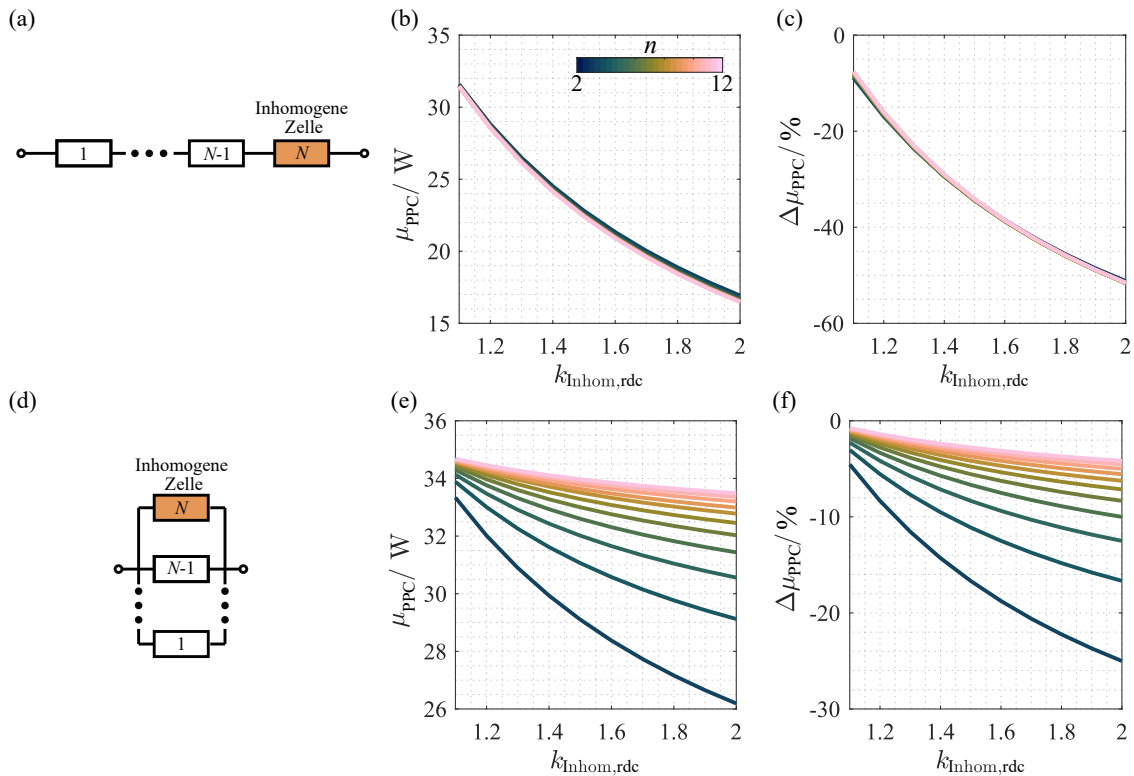 (a)
Inhomogene
Zelle
1
N-1
N
(b)
35
30
25
20
15
μPPC/ W
n
2
12
1.2
1.4
1.6
1.8
2
kInhom,rdc
(c)
0
-20
-40
-60
ΔμPPC/ %
1.2
1.4
1.6
1.8
2
kInhom,rdc
(d)
Inhomogene
Zelle
N
N-1
1
(e)
36
34
32
30
28
26
μPPC/ W
1.2
1.4
1.6
1.8
2
kInhom,rdc
(f)
0
-10
-20
-30
ΔμPPC/ %
1.2
1.4
1.6
1.8
2
kInhom,rdc